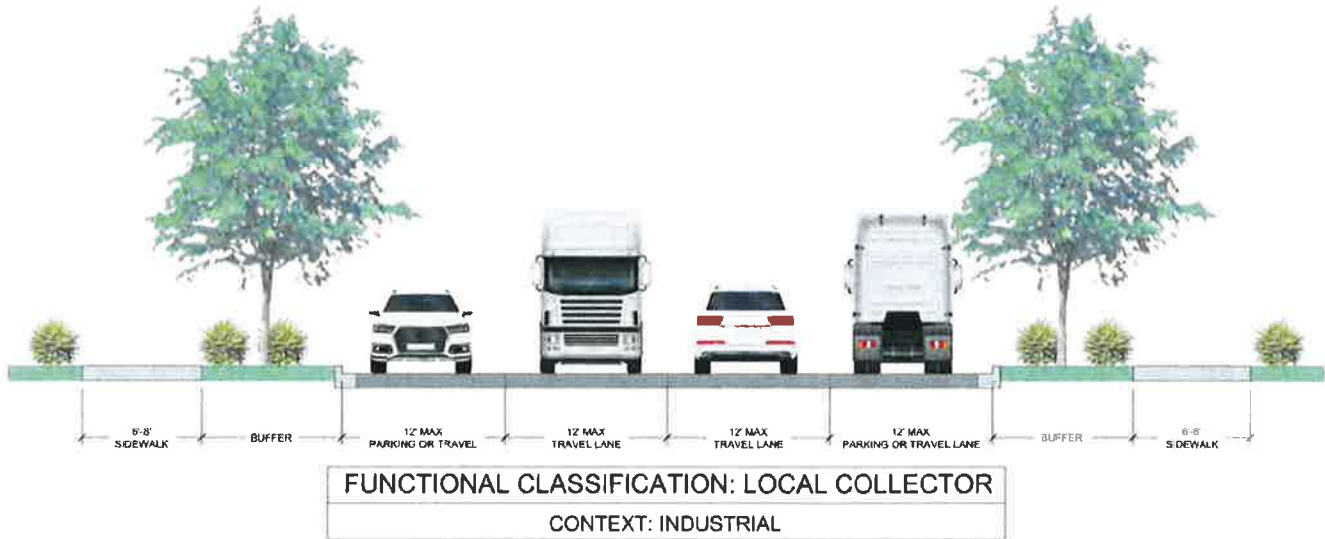 6'-8'
SIDEWALK
BUFFER
12' MAX
PARKING OR TRAVEL
12' MAX
TRAVEL LANE
12' MAX
TRAVEL LANE
12' MAX
PARKING OR TRAVEL LANE
BUFFER
6'-8'
SIDEWALK
FUNCTIONAL CLASSIFICATION: LOCAL COLLECTOR
CONTEXT: INDUSTRIAL